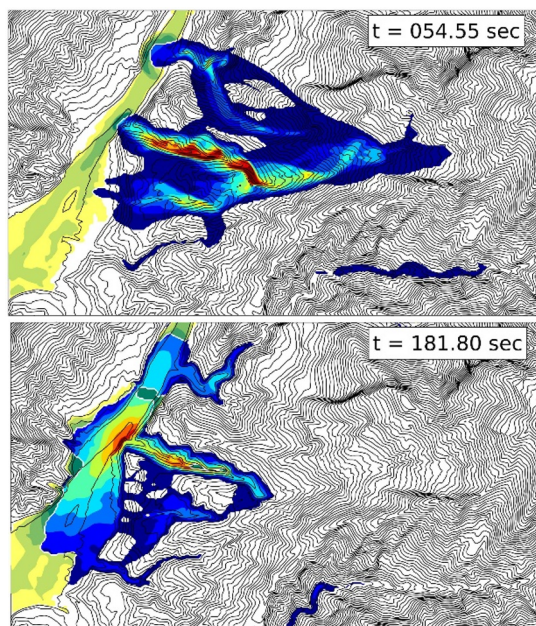 t = 054.55 sec
t = 181.80 sec